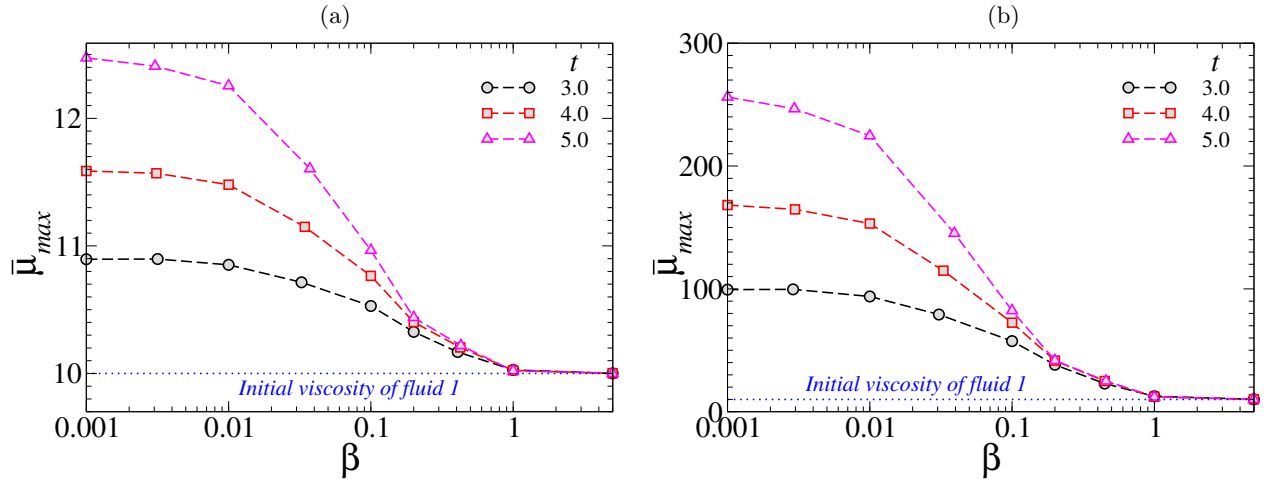 (a)
t
3.0
4.0
5.0
12
11
10
μ̄max
Initial viscosity of fluid 1
0.001
0.01
0.1
1
β
(b)
t
3.0
4.0
5.0
300
200
100
0
μ̄max
Initial viscosity of fluid 1
0.001
0.01
0.1
1
β